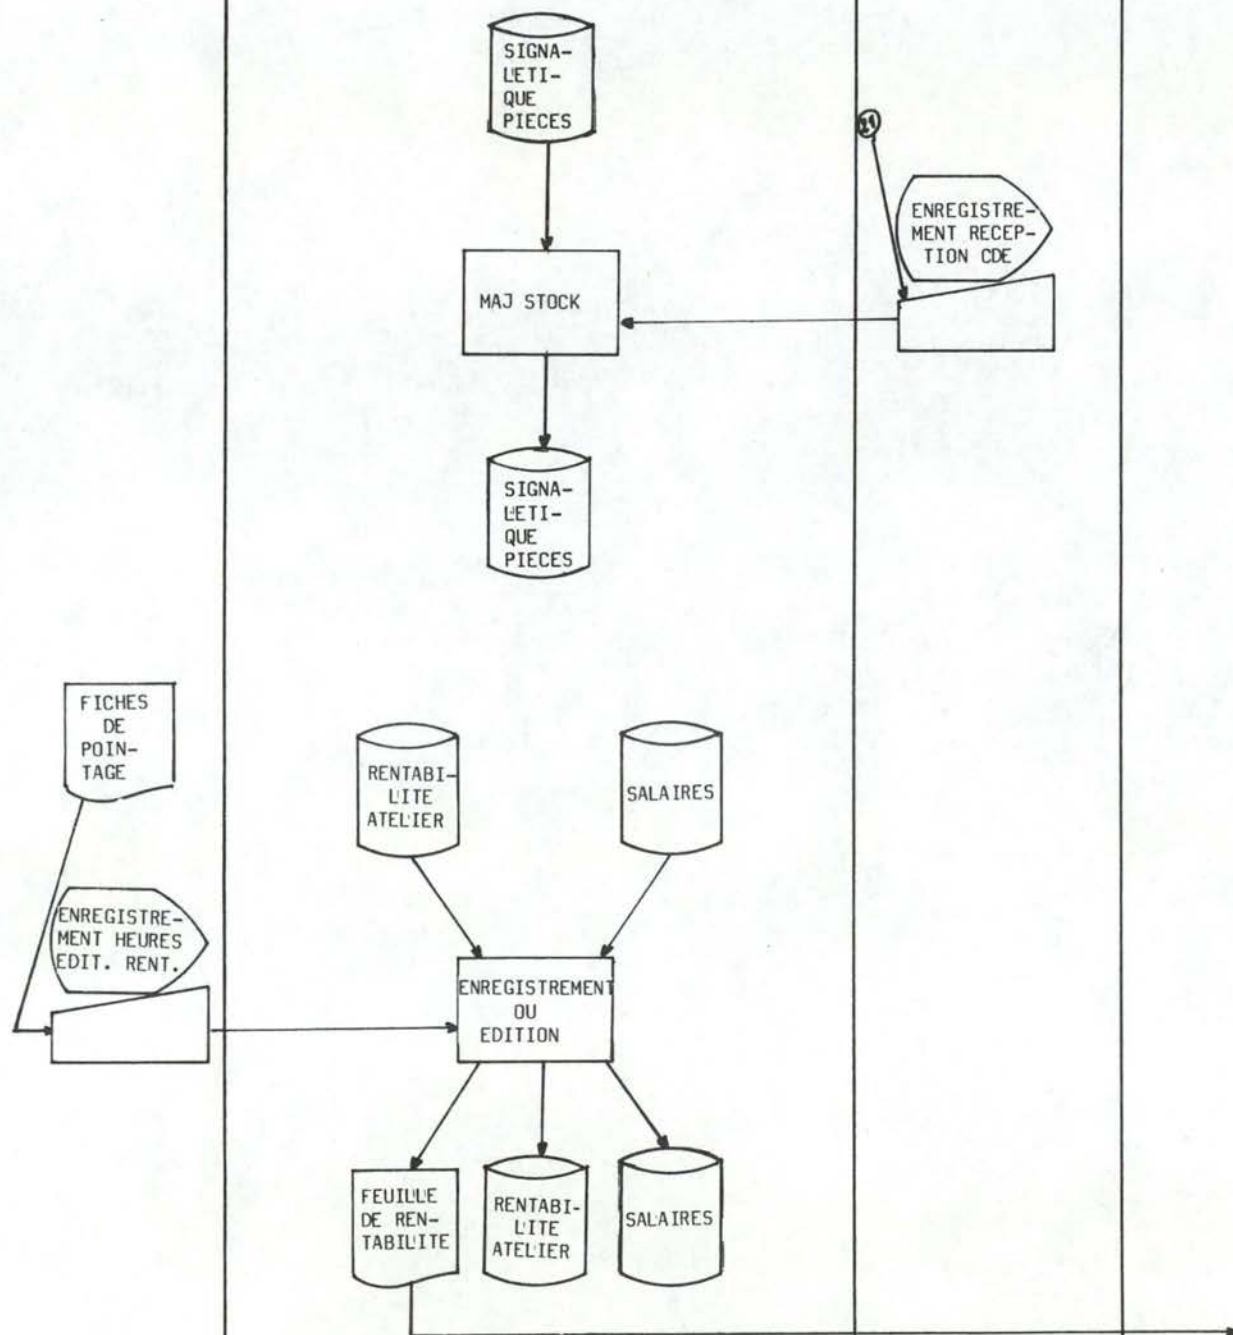 SIGNA-
LETI-
QUE
PIECES
ENREGISTRE-
MENT RECEP-
TION CDE
MAJ STOCK
SIGNA-
LETI-
QUE
PIECES
FICHES
DE
POIN-
TAGE
RENTABI-
LITE
ATELIER
SALAIRES
ENREGISTRE-
MENT HEURES
EDIT. RENT.
ENREGISTREMENT
OU
EDITION
FEUILLE
DE REN-
TABILITE
RENTABI-
LITE
ATELIER
SALAIRES